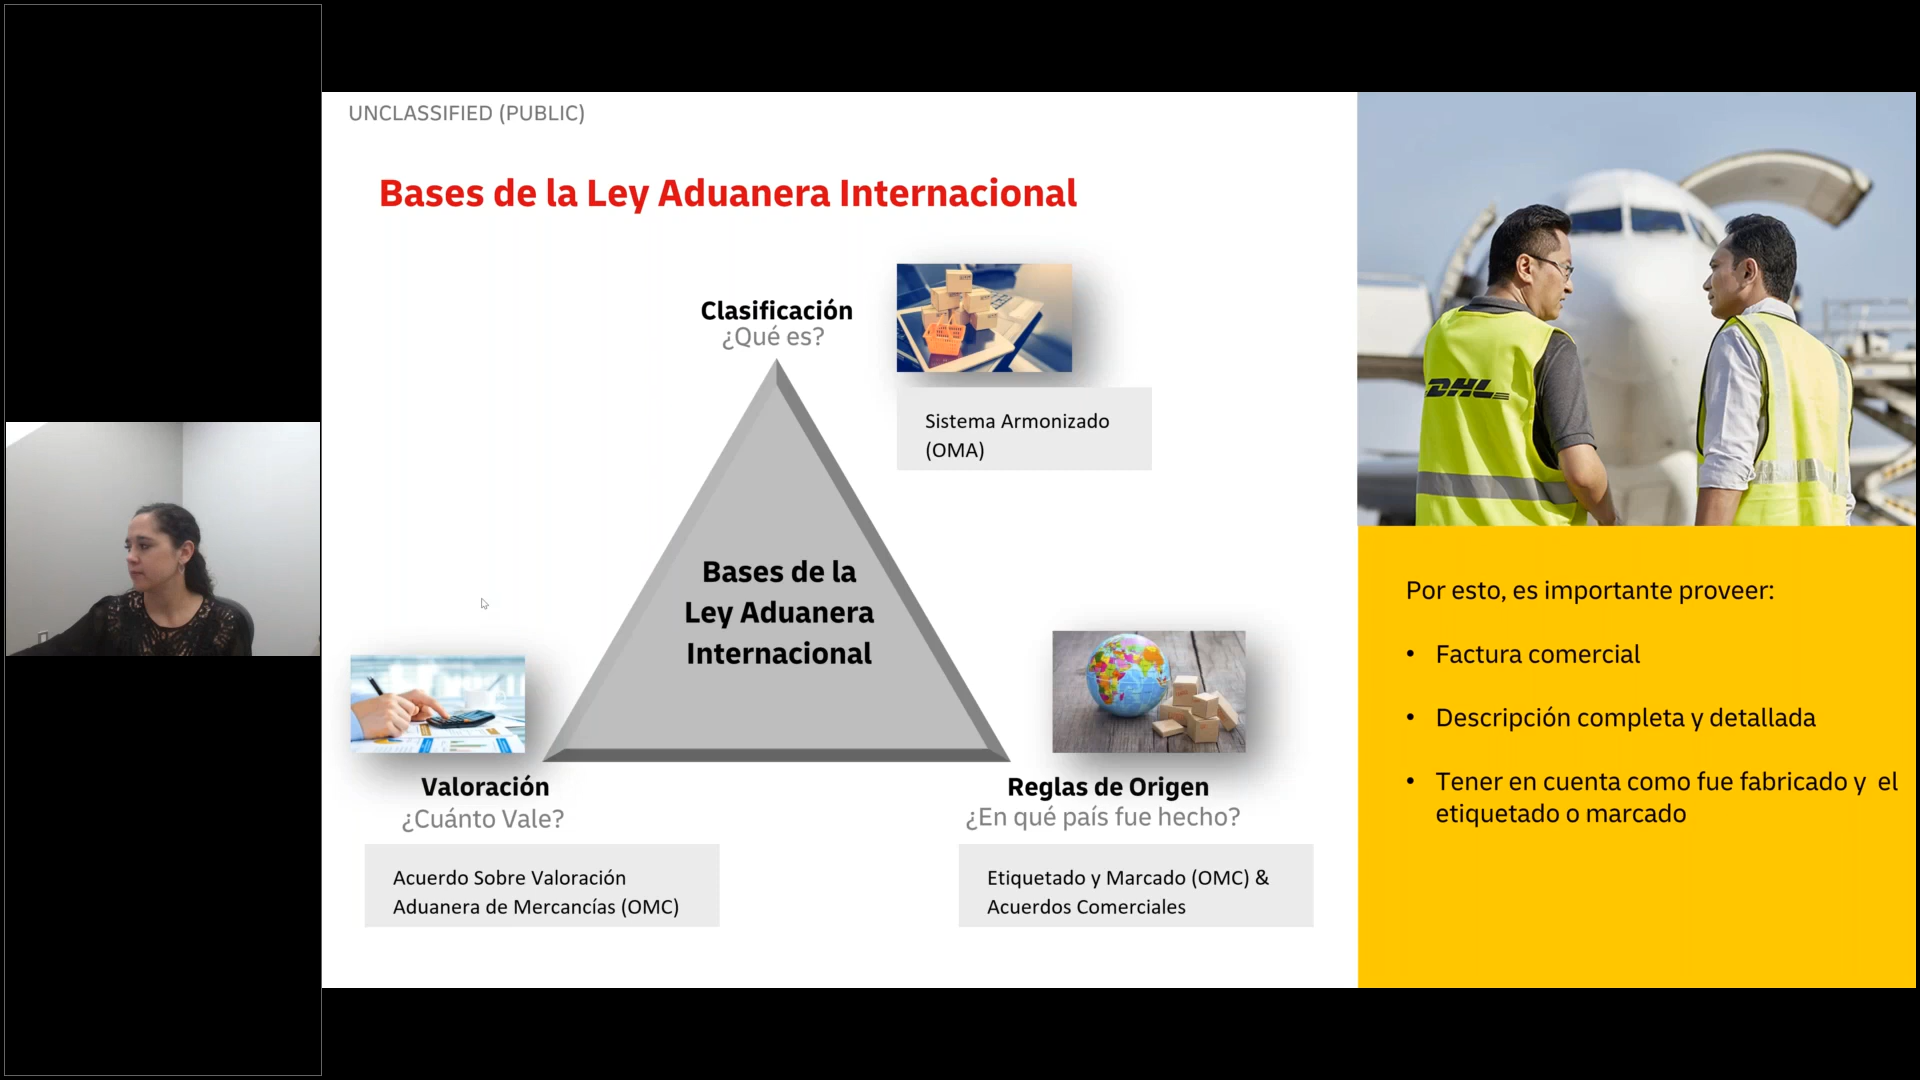 UNCLASSIFIED (PUBLIC)
Bases de la Ley Aduanera Internacional
Clasificación
¿Qué es?
Sistema Armonizado
(OMA)
Bases de la
Ley Aduanera
Internacional
Valoración
¿Cuánto Vale?
Acuerdo Sobre Valoración
Aduanera de Mercancías (OMC)
Reglas de Origen
¿En qué país fue hecho?
Etiquetado y Marcado (OMC) &
Acuerdos Comerciales
DHL
Por esto, es importante proveer:
• Factura comercial
• Descripción completa y detallada
• Tener en cuenta como fue fabricado y  el
etiquetado o marcado